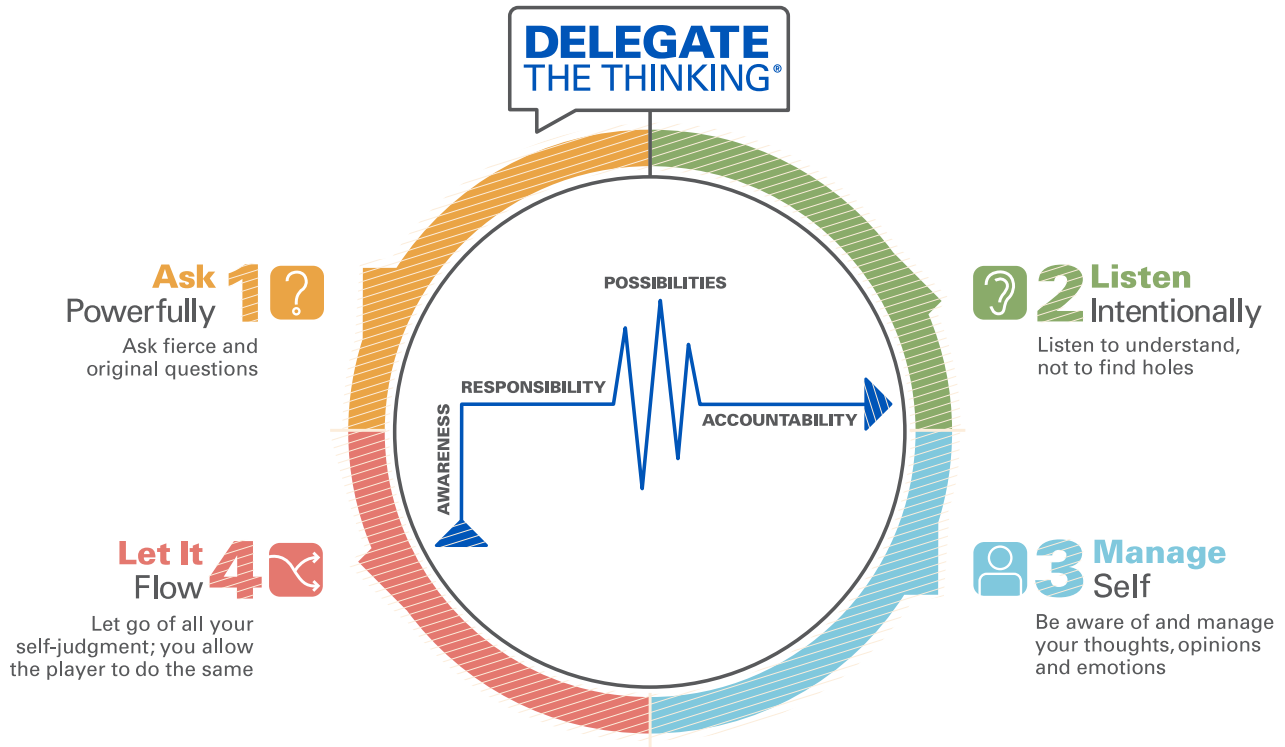 DELEGATE
THE THINKING®
Ask
Powerfully
1
?
Ask fierce and
original questions
2
Listen
Intentionally
Listen to understand,
not to find holes
POSSIBILITIES
RESPONSIBILITY
ACCOUNTABILITY
AWARENESS
3
Manage
Self
Be aware of and manage
your thoughts, opinions
and emotions
Let It
Flow
4
Let go of all your
self-judgment; you allow
the player to do the same